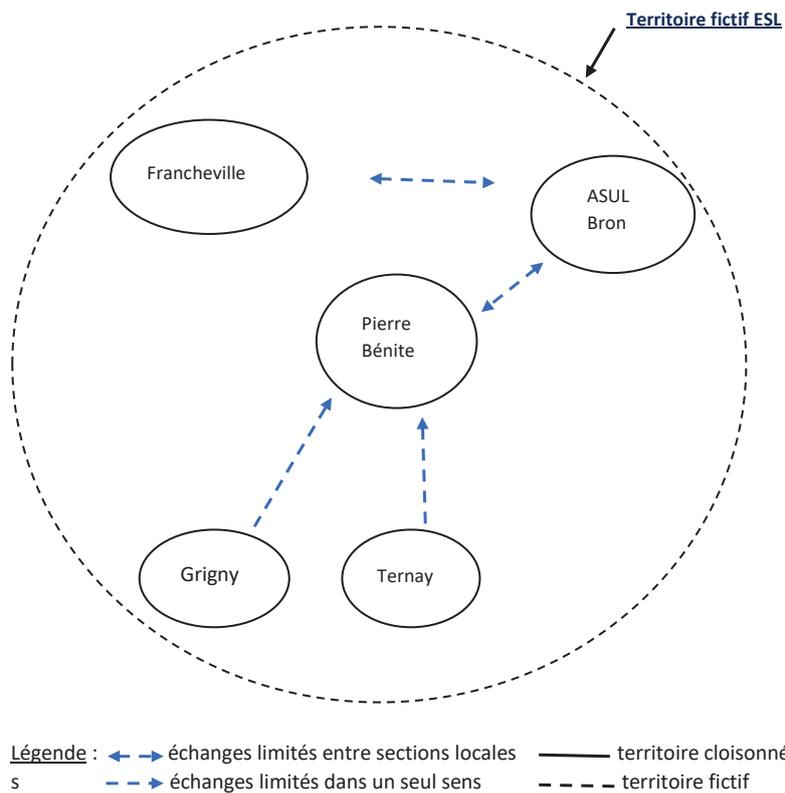 Territoire fictif ESL
Francheville
ASUL
Bron
Pierre
Bénite
Grigny
Ternay
Légende : échanges limités entre sections locales territoire cloisonné
s échanges limités dans un seul sens territoire fictif